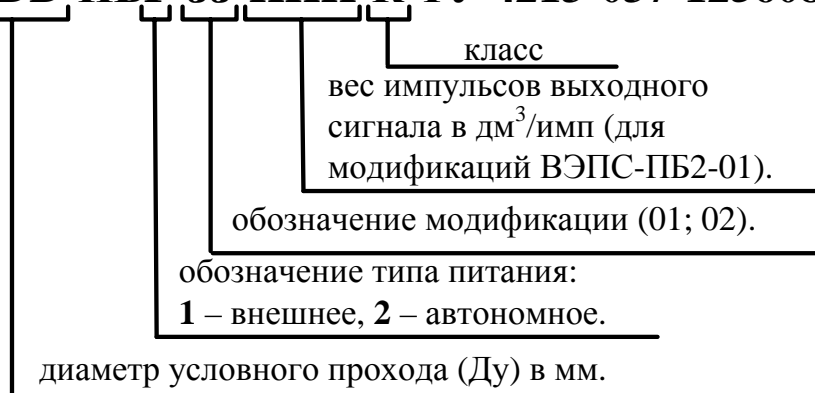 класс
вес импульсов выходного
сигнала в дм³/имп (для
модификаций ВЭПС-ПБ2-01).
обозначение модификации (01; 02).
обозначение типа питания:
1 – внешнее, 2 – автономное.
диаметр условного прохода (Ду) в мм.